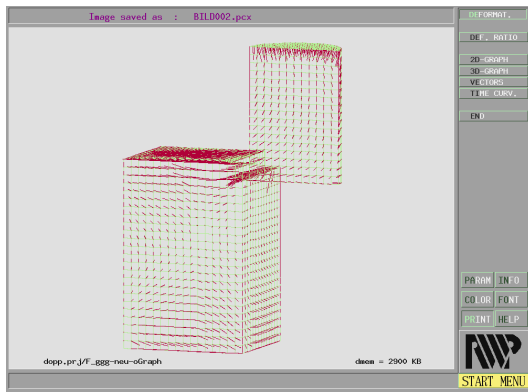 Image saved as  :  BILD002.pcx
DEFORMAT.
DEF. RATIO
2D-GRAPH
3D-GRAPH
VECTORS
TIME CURV.
END
PARAM INFO
COLOR FONT
PRINT HELP
START MENU
dopp.prj/F_ggg-neu-oGraph
dmem = 2900 KB